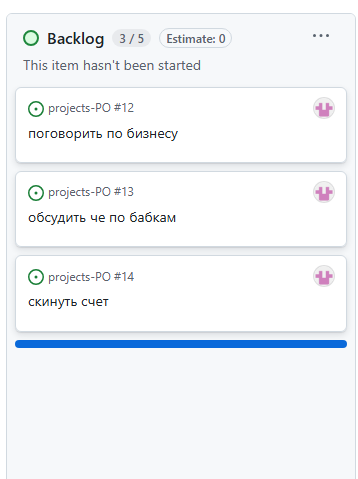 Backlog 3 / 5 Estimate: 0 ...
This item hasn't been started
projects-PO #12
поговорить по бизнесу
projects-PO #13
обсудить че по бабкам
projects-PO #14
скинуть счет